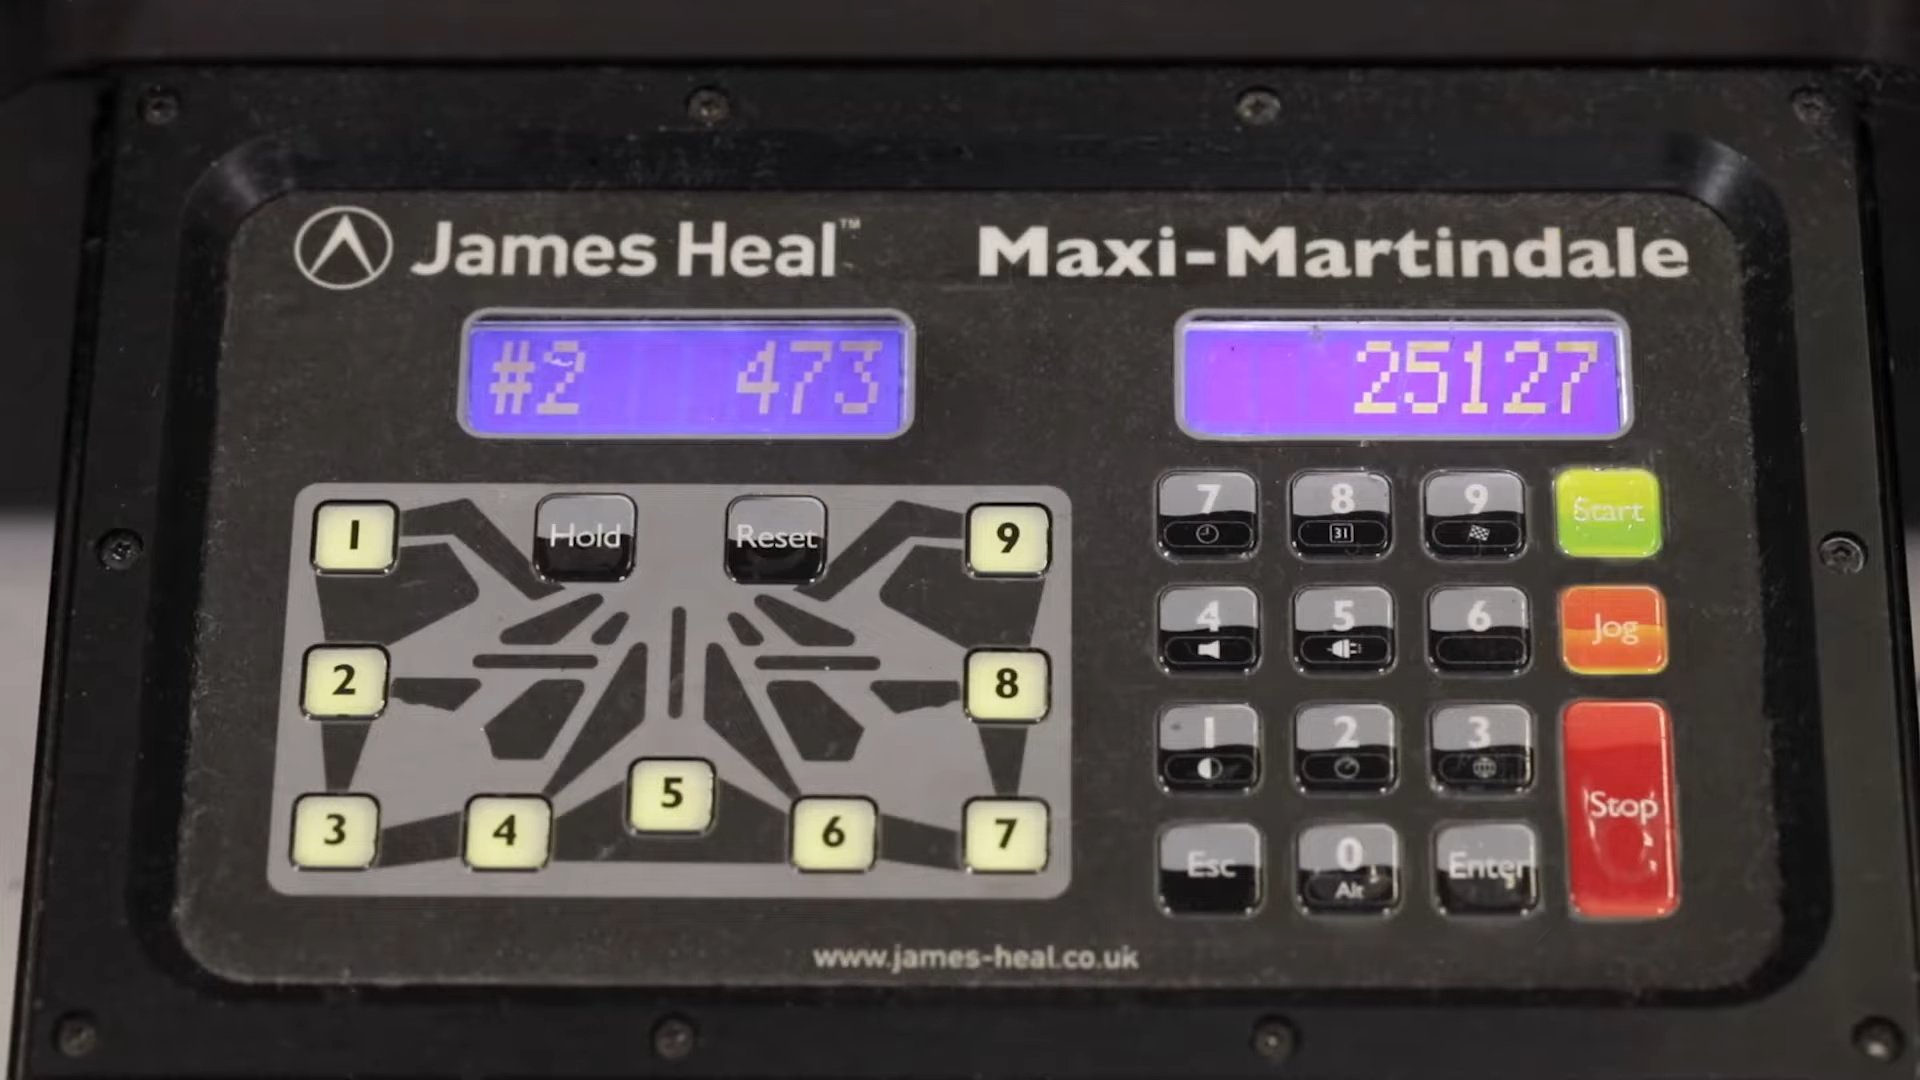 James Heal™ Maxi-Martindale
#2 473 25127
1 Hold Reset 9
7 8 31 9 Start
2 8
4 5 6 Jog
3 4 5 6 7
1 2 3 Stop
Esc 0 Alt Enter
www.james-heal.co.uk